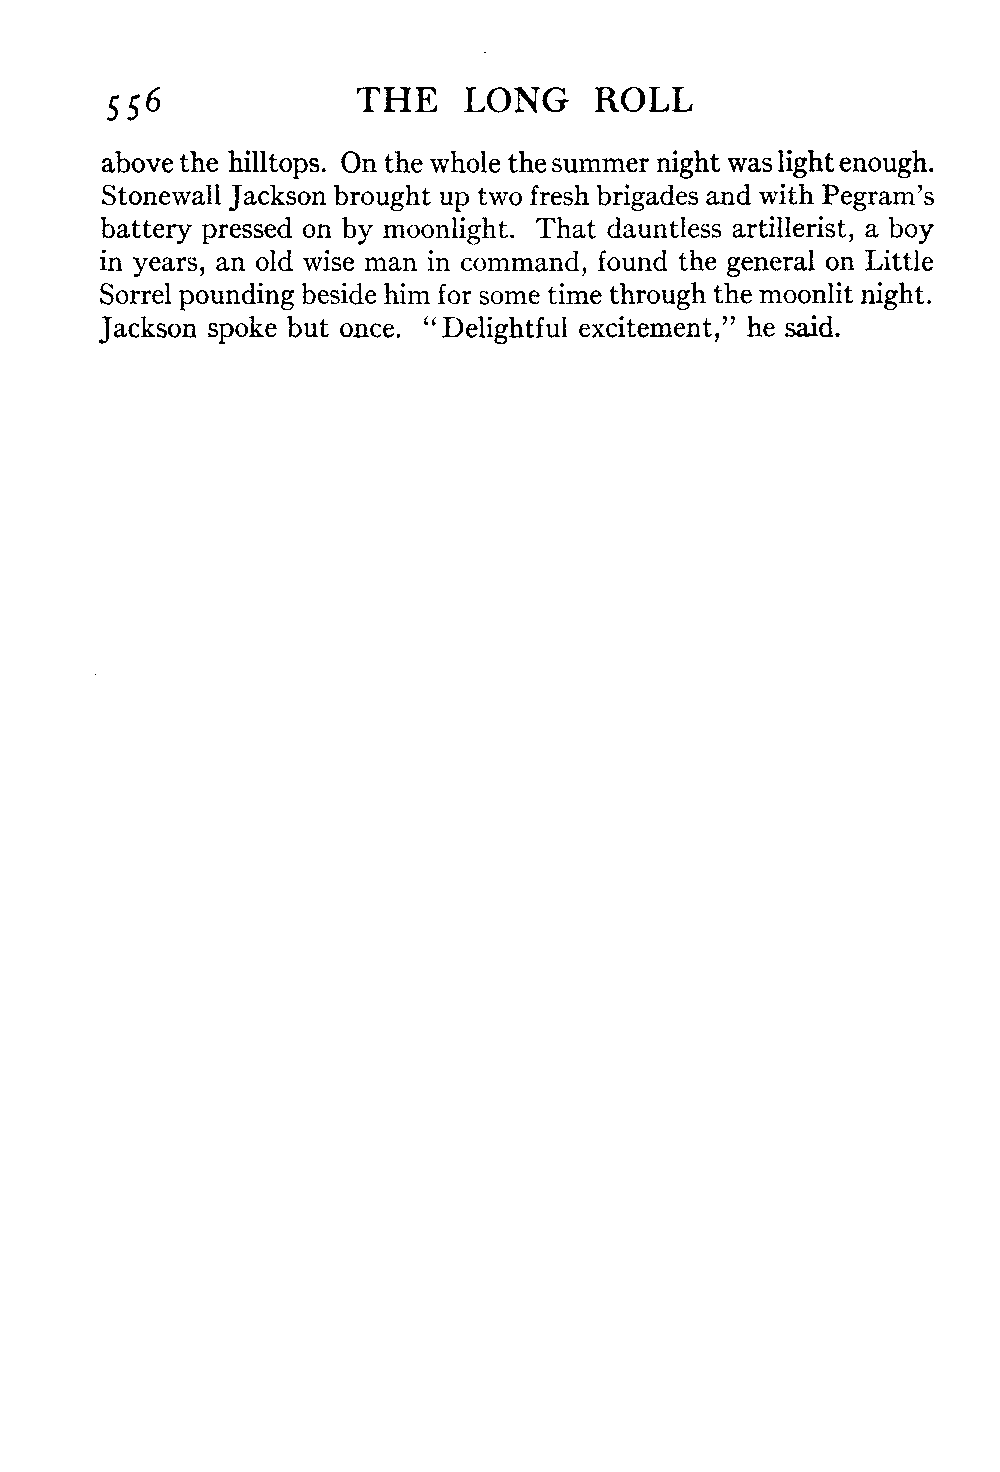 556 THE LONG ROLL
above the hilltops. On the whole the summer night was light enough.
Stonewall Jackson brought up two fresh brigades and with Pegram's
battery pressed on by moonlight. That dauntless artillerist, a boy
in years, an old wise man in command, found the general on Little
Sorrel pounding beside him for some time through the moonlit night.
Jackson spoke but once. “Delightful excitement,” he said.